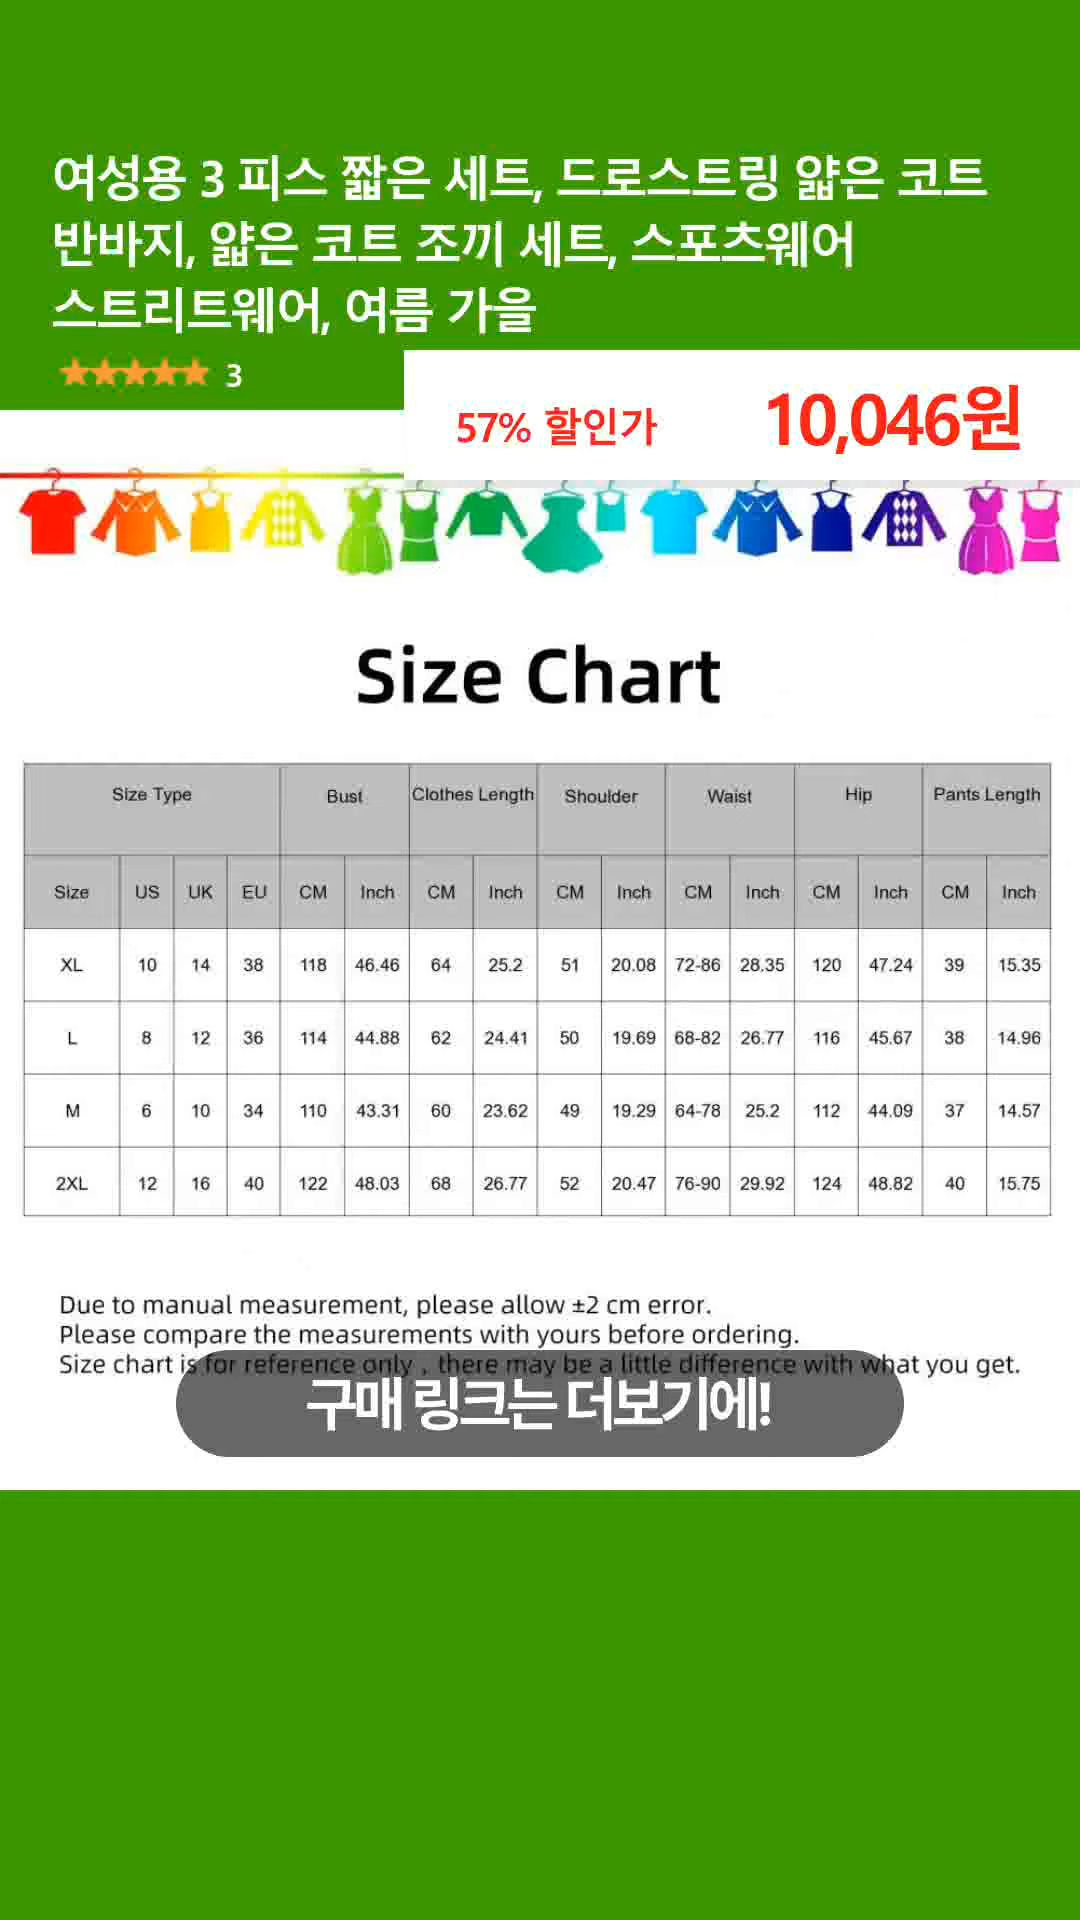 여성용 3 피스 짧은 세트, 드로스트링 얇은 코트
반바지, 얇은 코트 조끼 세트, 스포츠웨어
스트리트웨어, 여름 가을
★★★★★ 3
57% 할인가 10,046원
Size Chart
Size Type Bust Clothes Length Shoulder Waist Hip Pants Length
Size US UK EU CM Inch CM Inch CM Inch CM Inch CM Inch CM Inch
XL 10 14 38 118 46.46 64 25.2 51 20.08 72-86 28.35 120 47.24 39 15.35
L 8 12 36 114 44.88 62 24.41 50 19.69 68-82 26.77 116 45.67 38 14.96
M 6 10 34 110 43.31 60 23.62 49 19.29 64-78 25.2 112 44.09 37 14.57
2XL 12 16 40 122 48.03 68 26.77 52 20.47 76-90 29.92 124 48.82 40 15.75
Due to manual measurement, please allow ±2 cm error.
Please compare the measurements with yours before ordering.
Size chart is for reference only , there may be a little difference with what you get.
구매 링크는 더보기에!